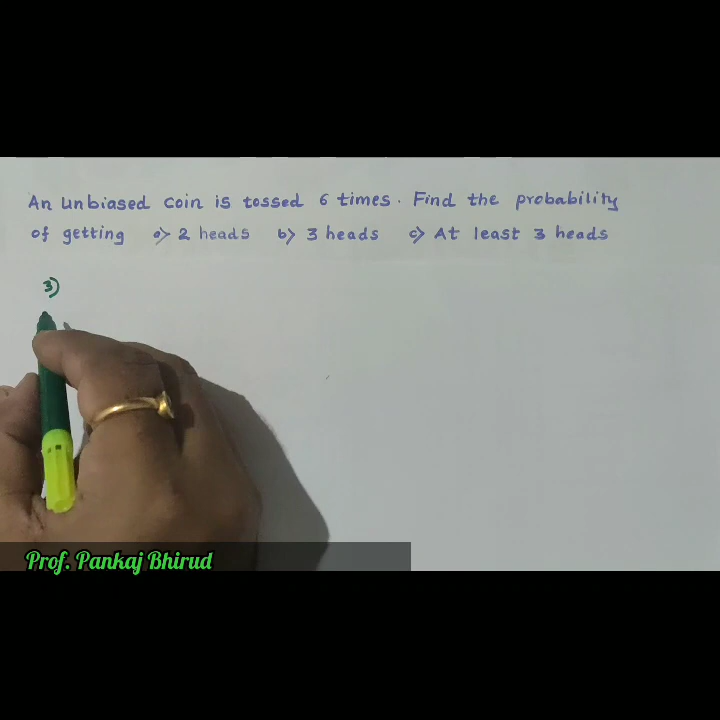 An unbiased coin is tossed 6 times. Find the probability
of getting a) 2 heads b) 3 heads c) At least 3 heads
3)
Prof. Pankaj Bhirud